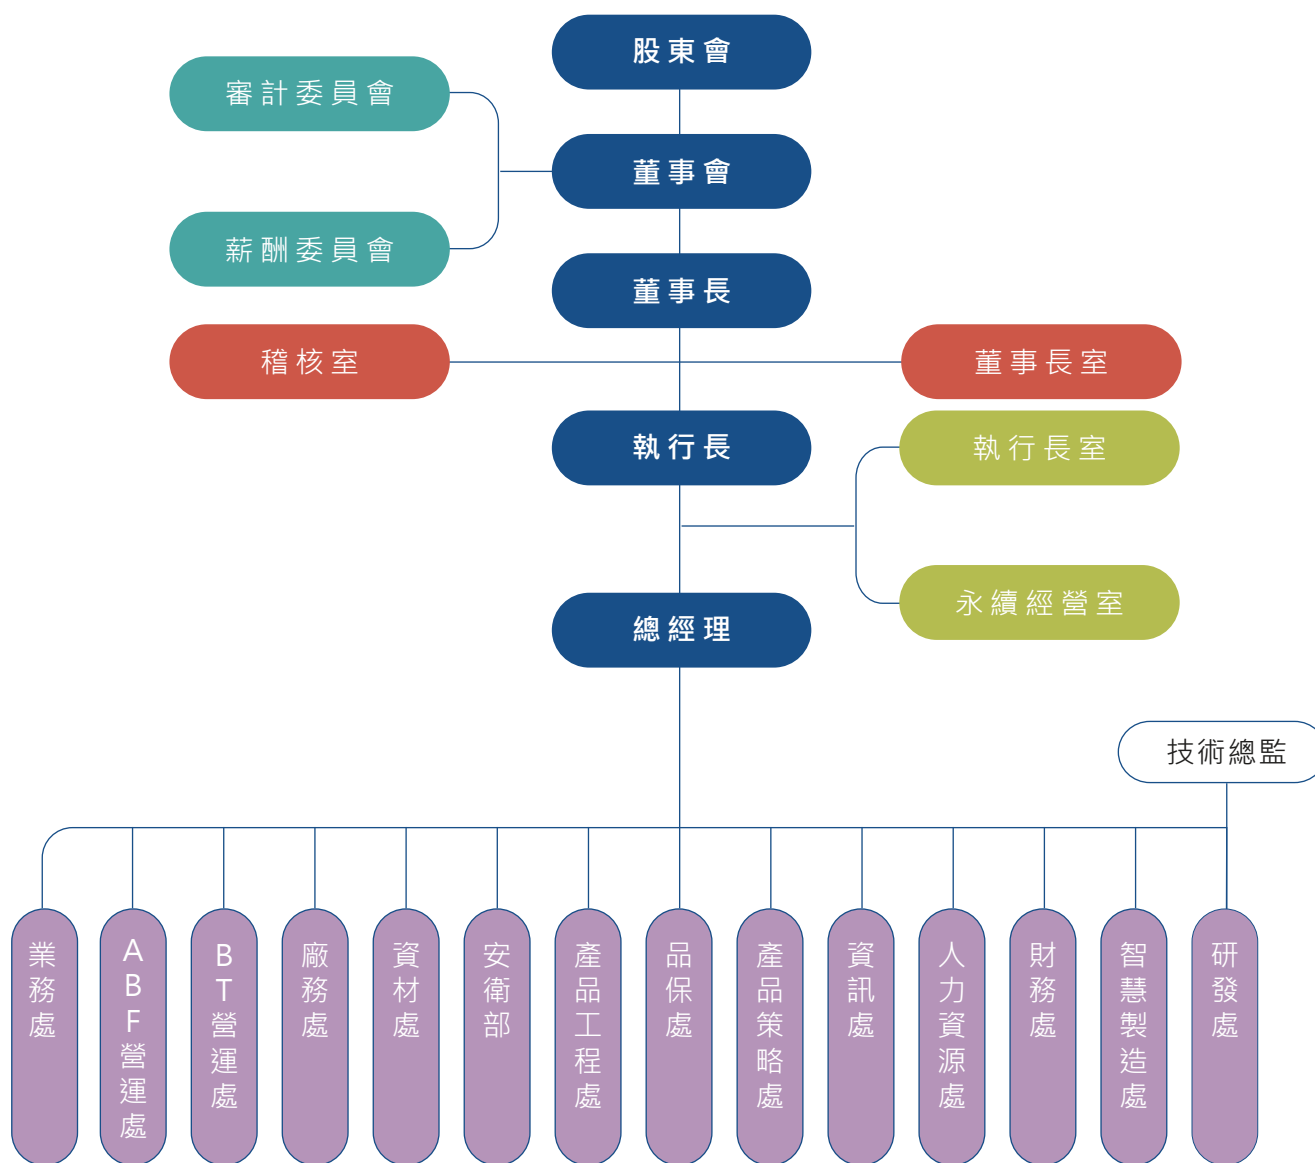 股東會
審計委員會
董事會
薪酬委員會
董事長
稽核室
董事長室
執行長
執行長室
永續經營室
總經理
技術總監
業務處
ABF營運處
BT營運處
廠務處
資材處
安衛部
產品工程處
品保處
產品策略處
資訊處
人力資源處
財務處
智慧製造處
研發處